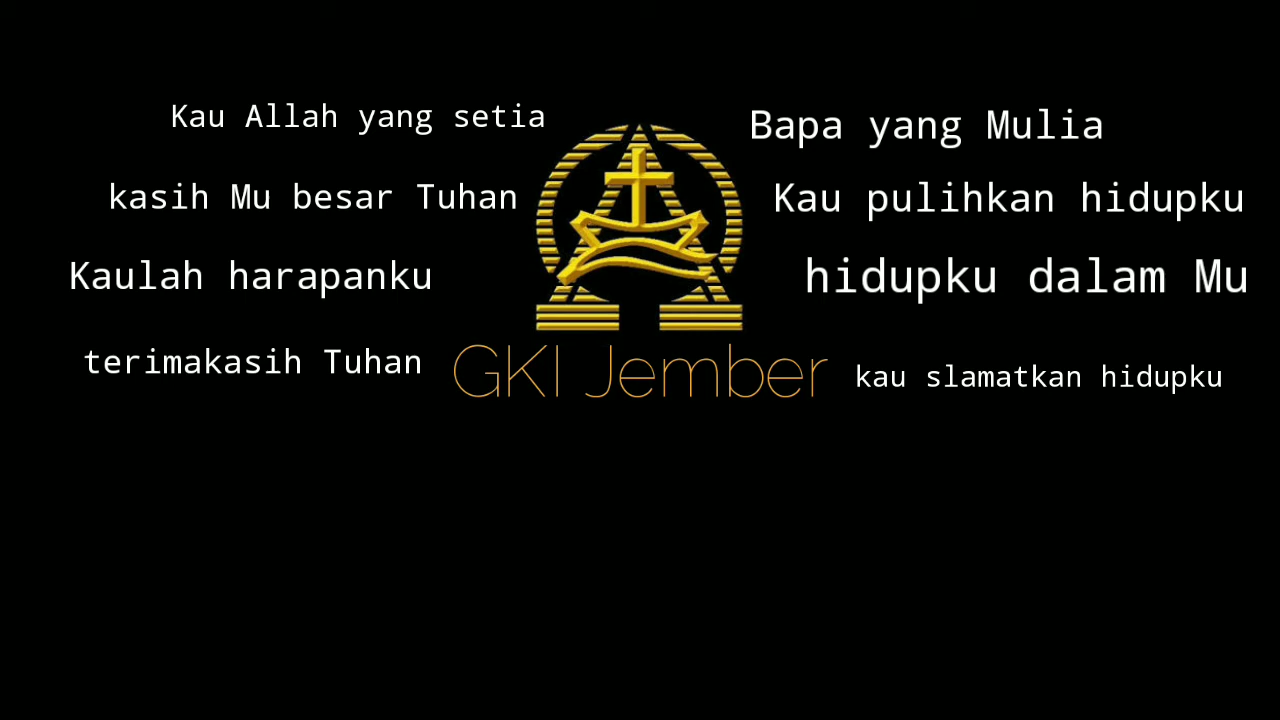 Kau Allah yang setia
kasih Mu besar Tuhan
Kaulah harapanku
terimakasih Tuhan
GKI Jember
Bapa yang Mulia
Kau pulihkan hidupku
hidupku dalam Mu
kau slamatkan hidupku